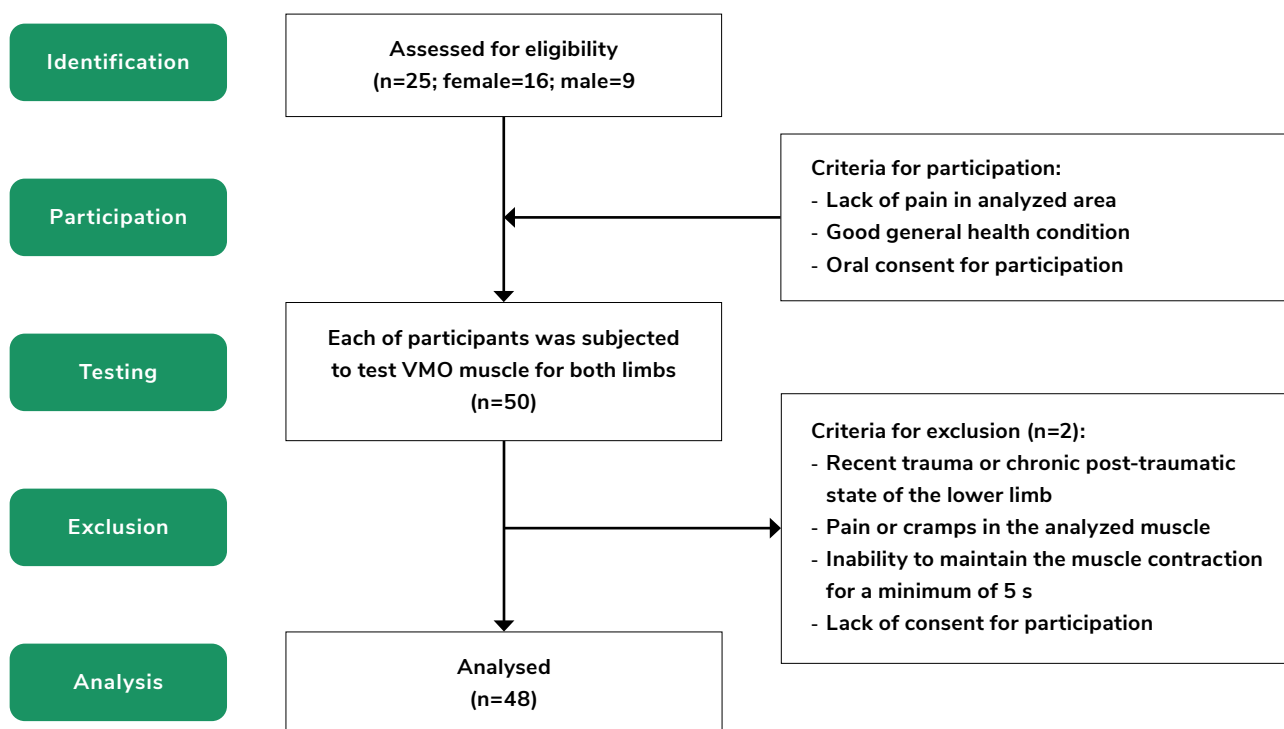 Identification
Assessed for eligibility
(n=25; female=16; male=9
Participation
Criteria for participation:
- Lack of pain in analyzed area
- Good general health condition
- Oral consent for participation
Testing
Each of participants was subjected
to test VMO muscle for both limbs
(n=50)
Exclusion
Criteria for exclusion (n=2):
- Recent trauma or chronic post-traumatic
state of the lower limb
- Pain or cramps in the analyzed muscle
- Inability to maintain the muscle contraction
for a minimum of 5 s
- Lack of consent for participation
Analysis
Analysed
(n=48)